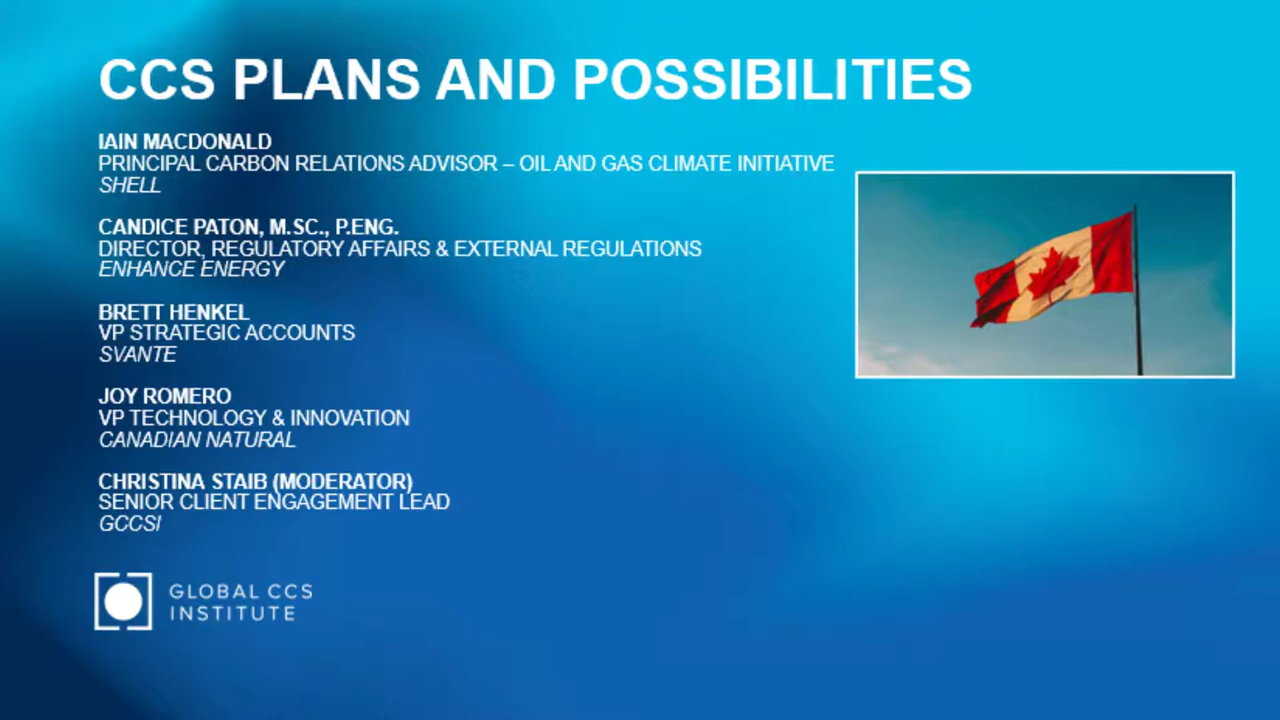 CCS PLANS AND POSSIBILITIES
IAIN MACDONALD
PRINCIPAL CARBON RELATIONS ADVISOR – OIL AND GAS CLIMATE INITIATIVE
SHELL
CANDICE PATON, M.SC., P.ENG.
DIRECTOR, REGULATORY AFFAIRS & EXTERNAL REGULATIONS
ENHANCE ENERGY
BRETT HENKEL
VP STRATEGIC ACCOUNTS
SVANTE
JOY ROMERO
VP TECHNOLOGY & INNOVATION
CANADIAN NATURAL
CHRISTINA STAIB (MODERATOR)
SENIOR CLIENT ENGAGEMENT LEAD
GCCSI
GLOBAL CCS
INSTITUTE